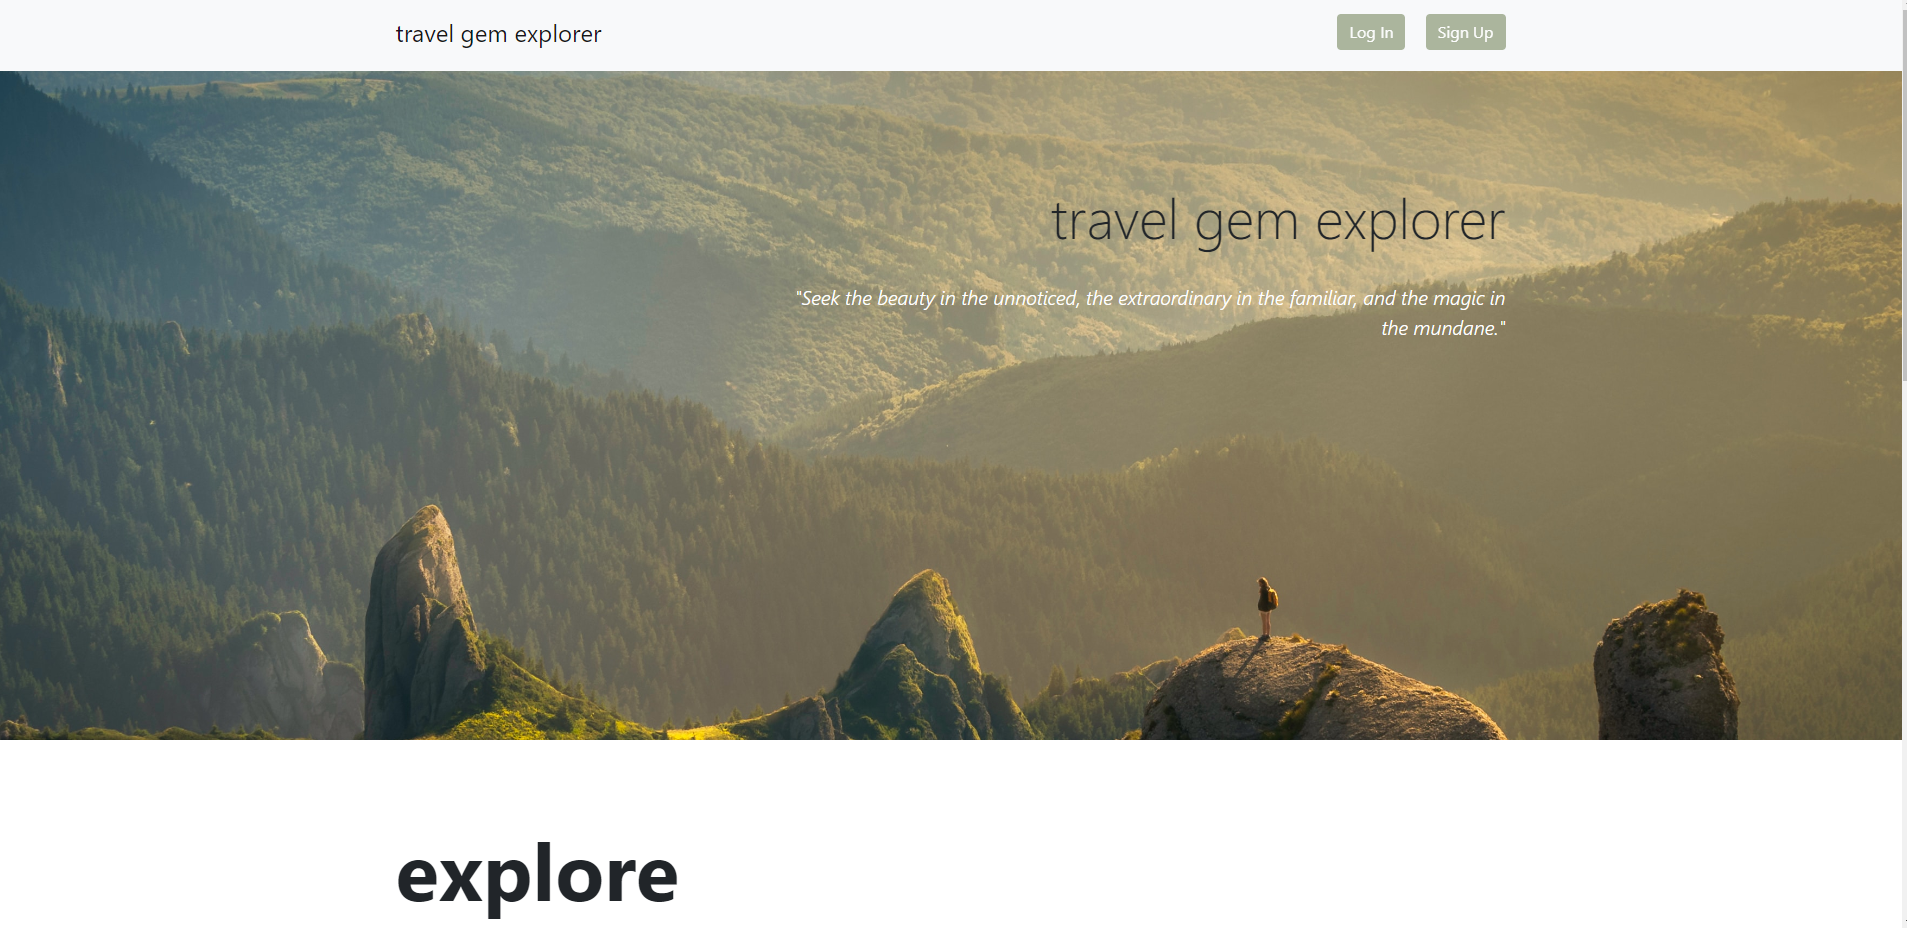 travel gem explorer
Log In
Sign Up
travel gem explorer
"Seek the beauty in the unnoticed, the extraordinary in the familiar, and the magic in
the mundane."
explore